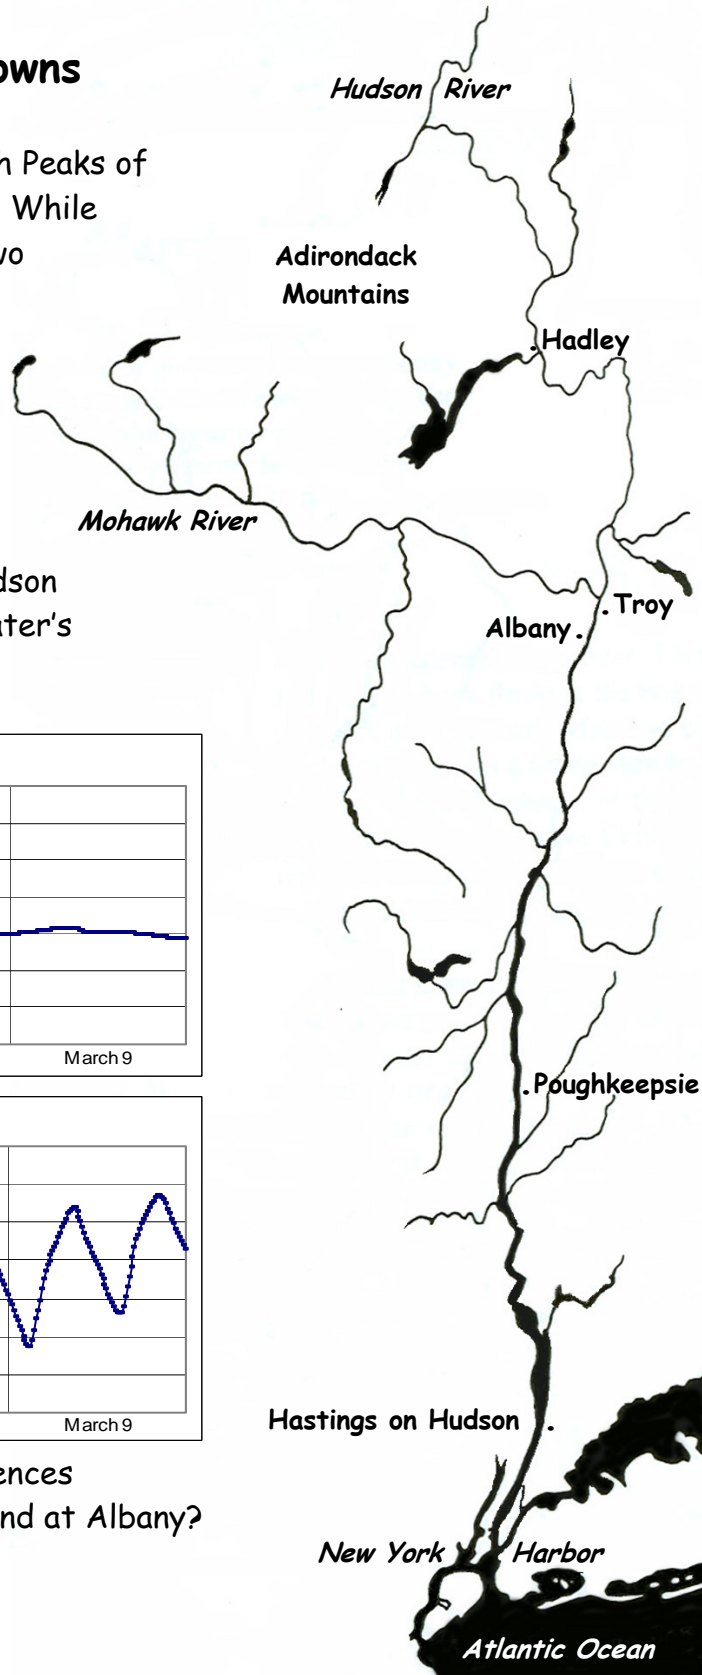 owns
Hudson River
n Peaks of
While
wo
Adirondack
Mountains
.Hadley
Mohawk River
dson
ater's
.Troy
Albany.
March 9
.Poughkeepsie
March 9
Hastings on Hudson .
ences
nd at Albany?
New York Harbor
Atlantic Ocean